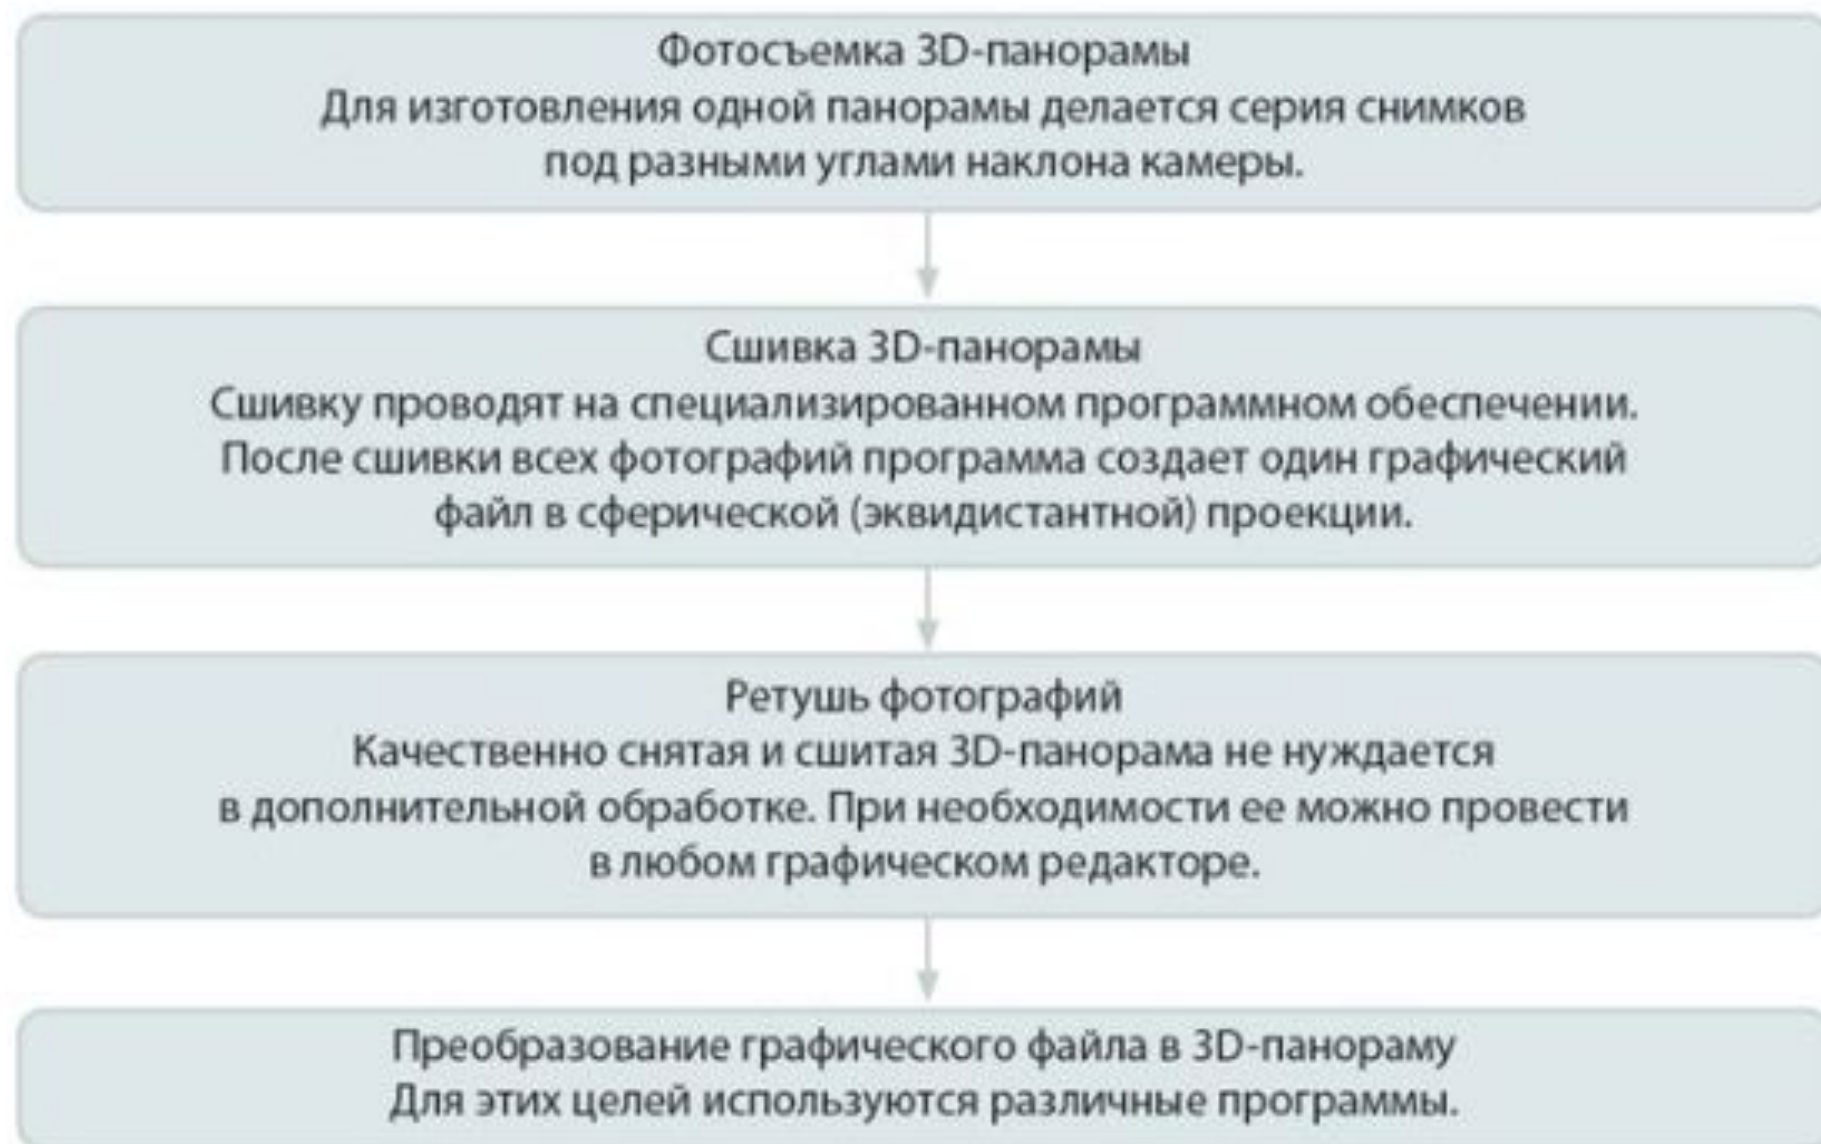 Фотосъемка 3D-панорамы
Для изготовления одной панорамы делается серия снимков
под разными углами наклона камеры.
Сшивка 3D-панорамы
Сшивку проводят на специализированном программном обеспечении.
После сшивки всех фотографий программа создает один графический
файл в сферической (эквидистантной) проекции.
Ретушь фотографий
Качественно снятая и сшитая 3D-панорама не нуждается
в дополнительной обработке. При необходимости ее можно провести
в любом графическом редакторе.
Преобразование графического файла в 3D-панораму
Для этих целей используются различные программы.